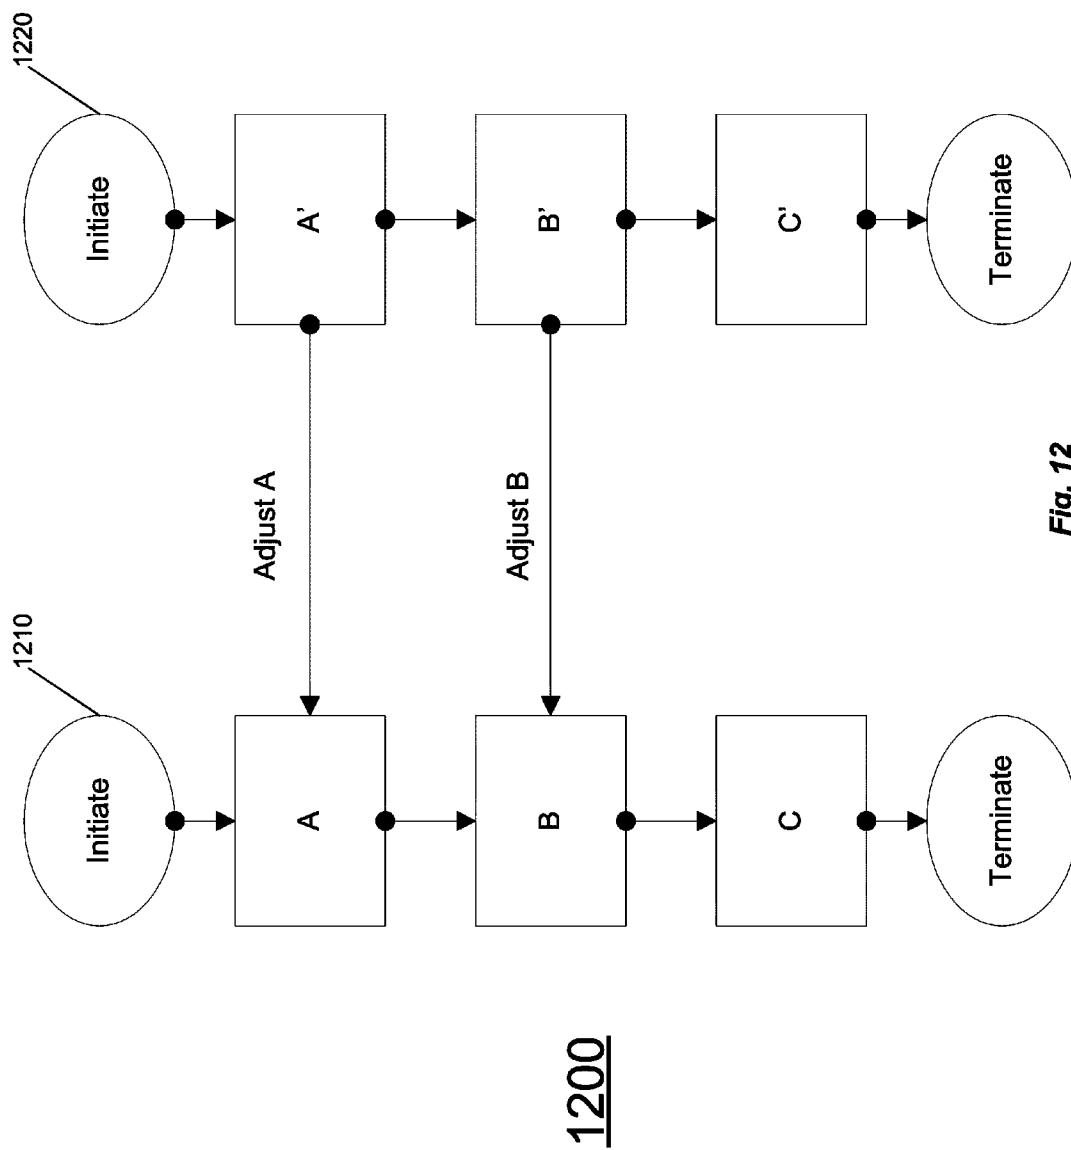 1200
1210
Initiate
A
B
C
Terminate
Adjust A
Adjust B
1220
Initiate
A'
B'
C'
Terminate
Fig. 12